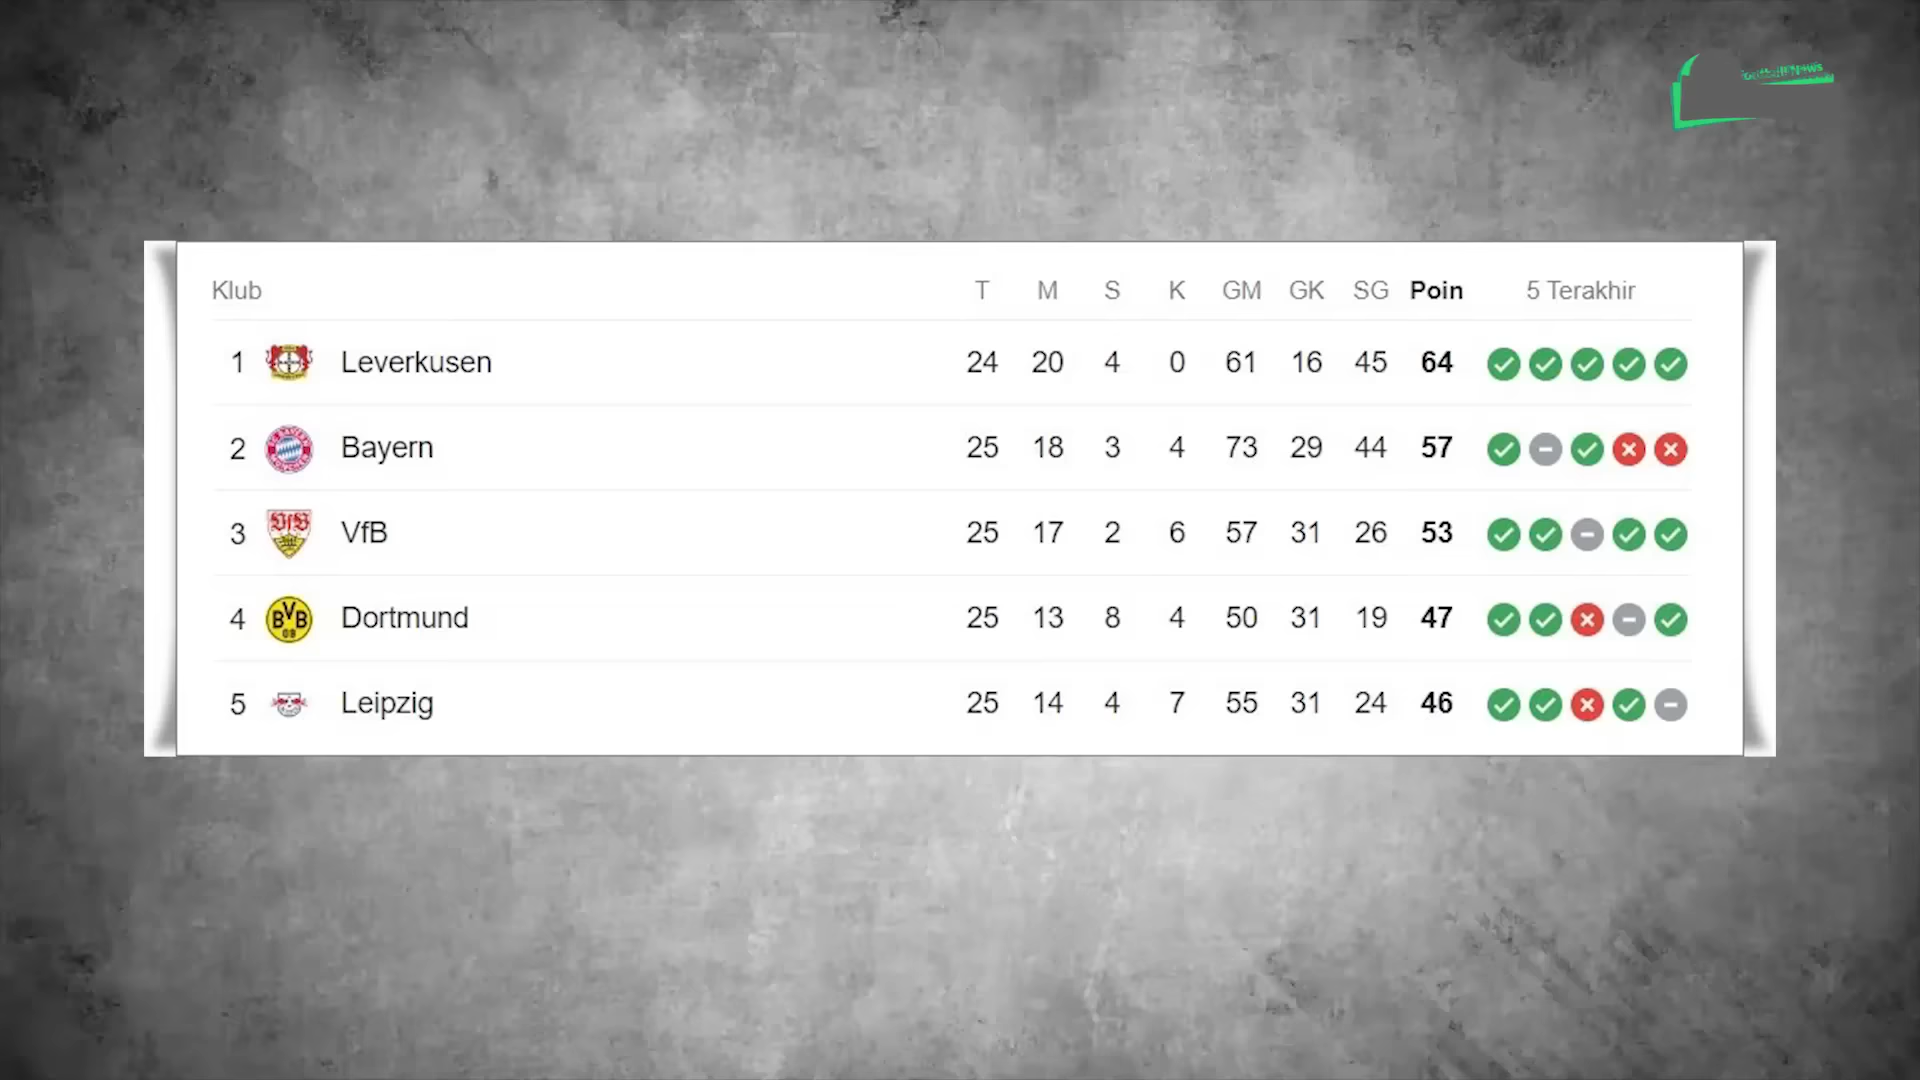 Klub T M S K GM GK SG Poin 5 Terakhir
1 Leverkusen 24 20 4 0 61 16 45 64
2 Bayern 25 18 3 4 73 29 44 57
3 VfB 25 17 2 6 57 31 26 53
4 BVB 09 Dortmund 25 13 8 4 50 31 19 47
5 Leipzig 25 14 4 7 55 31 24 46